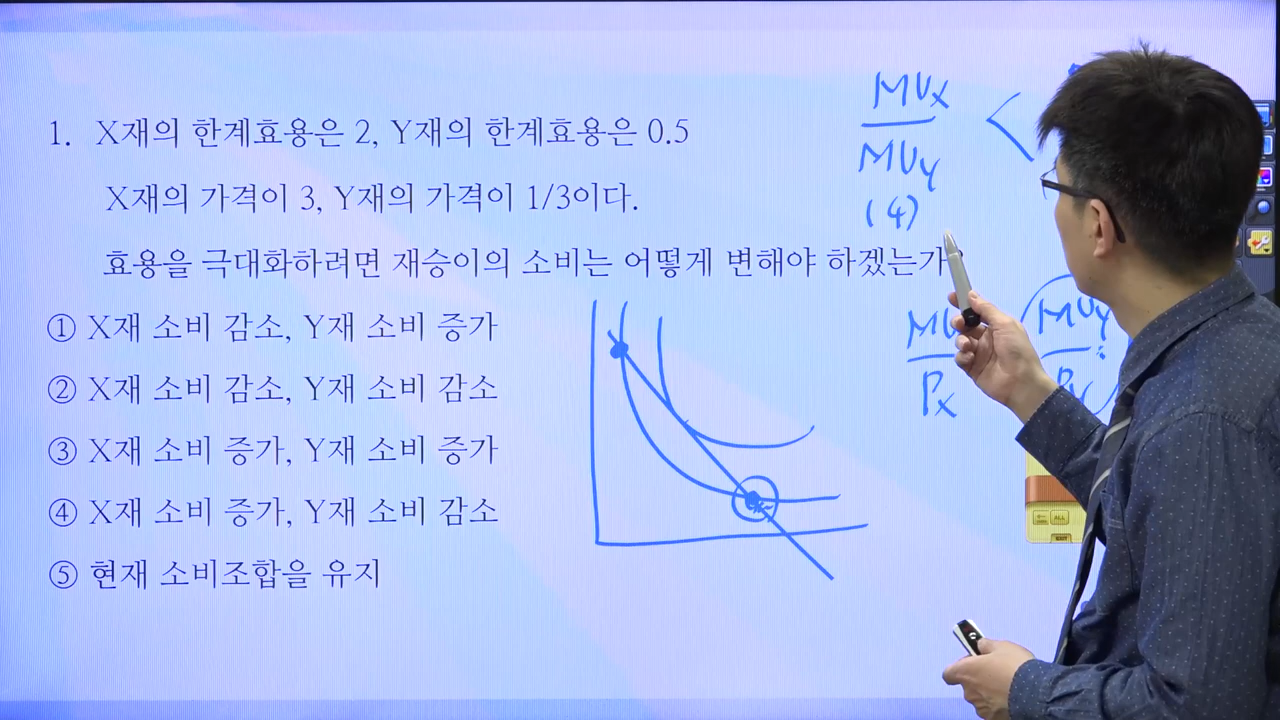 1. X재의 한계효용은 2, Y재의 한계효용은 0.5
X재의 가격이 3, Y재의 가격이 1/3이다.
효용을 극대화하려면 재승이의 소비는 어떻게 변해야 하겠는가
① X재 소비 감소, Y재 소비 증가
② X재 소비 감소, Y재 소비 감소
③ X재 소비 증가, Y재 소비 증가
④ X재 소비 증가, Y재 소비 감소
⑤ 현재 소비조합을 유지
MUX
MUY
(4)
<
MU
PX
MUY
ALL
EXIT